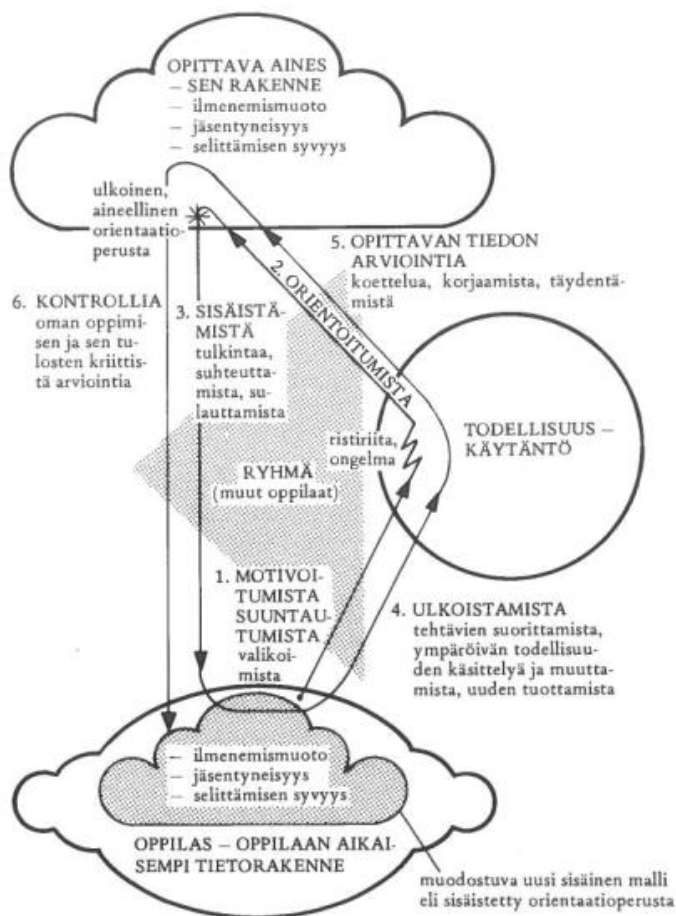 OPITTAVA AINES
– SEN RAKENNE
– ilmenemismuoto
– jäsentyneisyys
– selittämisen syvyys
ulkoinen,
aineellinen
orientaatio-
perusta
5. OPITTAVAN TIEDON
ARVIOINTIA
koettelua, korjaamista, täydentä-
mistä
2. ORIENTOITUMISTA
6. KONTROLLIA
oman oppimi-
sen ja sen tu-
losten kriittis-
tä arviointia
3. SISÄISTÄ-
MISTÄ
tulkintaa,
suhteutta-
mista, su-
lauttamista
ristiriita,
ongelma
TODELLISUUS –
KÄYTÄNTÖ
RYHMÄ
(muut oppilaat)
1. MOTIVOI-
TUMISTA
SUUNTAU-
TUMISTA
valikoi-
mista
4. ULKOISTAMISTA
tehtävien suorittamista,
ympäröivän todellisuu-
den käsittelyä ja muutta-
mista, uuden tuottamista
– ilmenemismuoto
– jäsentyneisyys
– selittämisen syvyys
OPPILAS – OPPILAAN AIKAI-
SEMPI TIETORAKENNE
muodostuva uusi sisäinen malli
eli sisäistetty orientaatioperusta